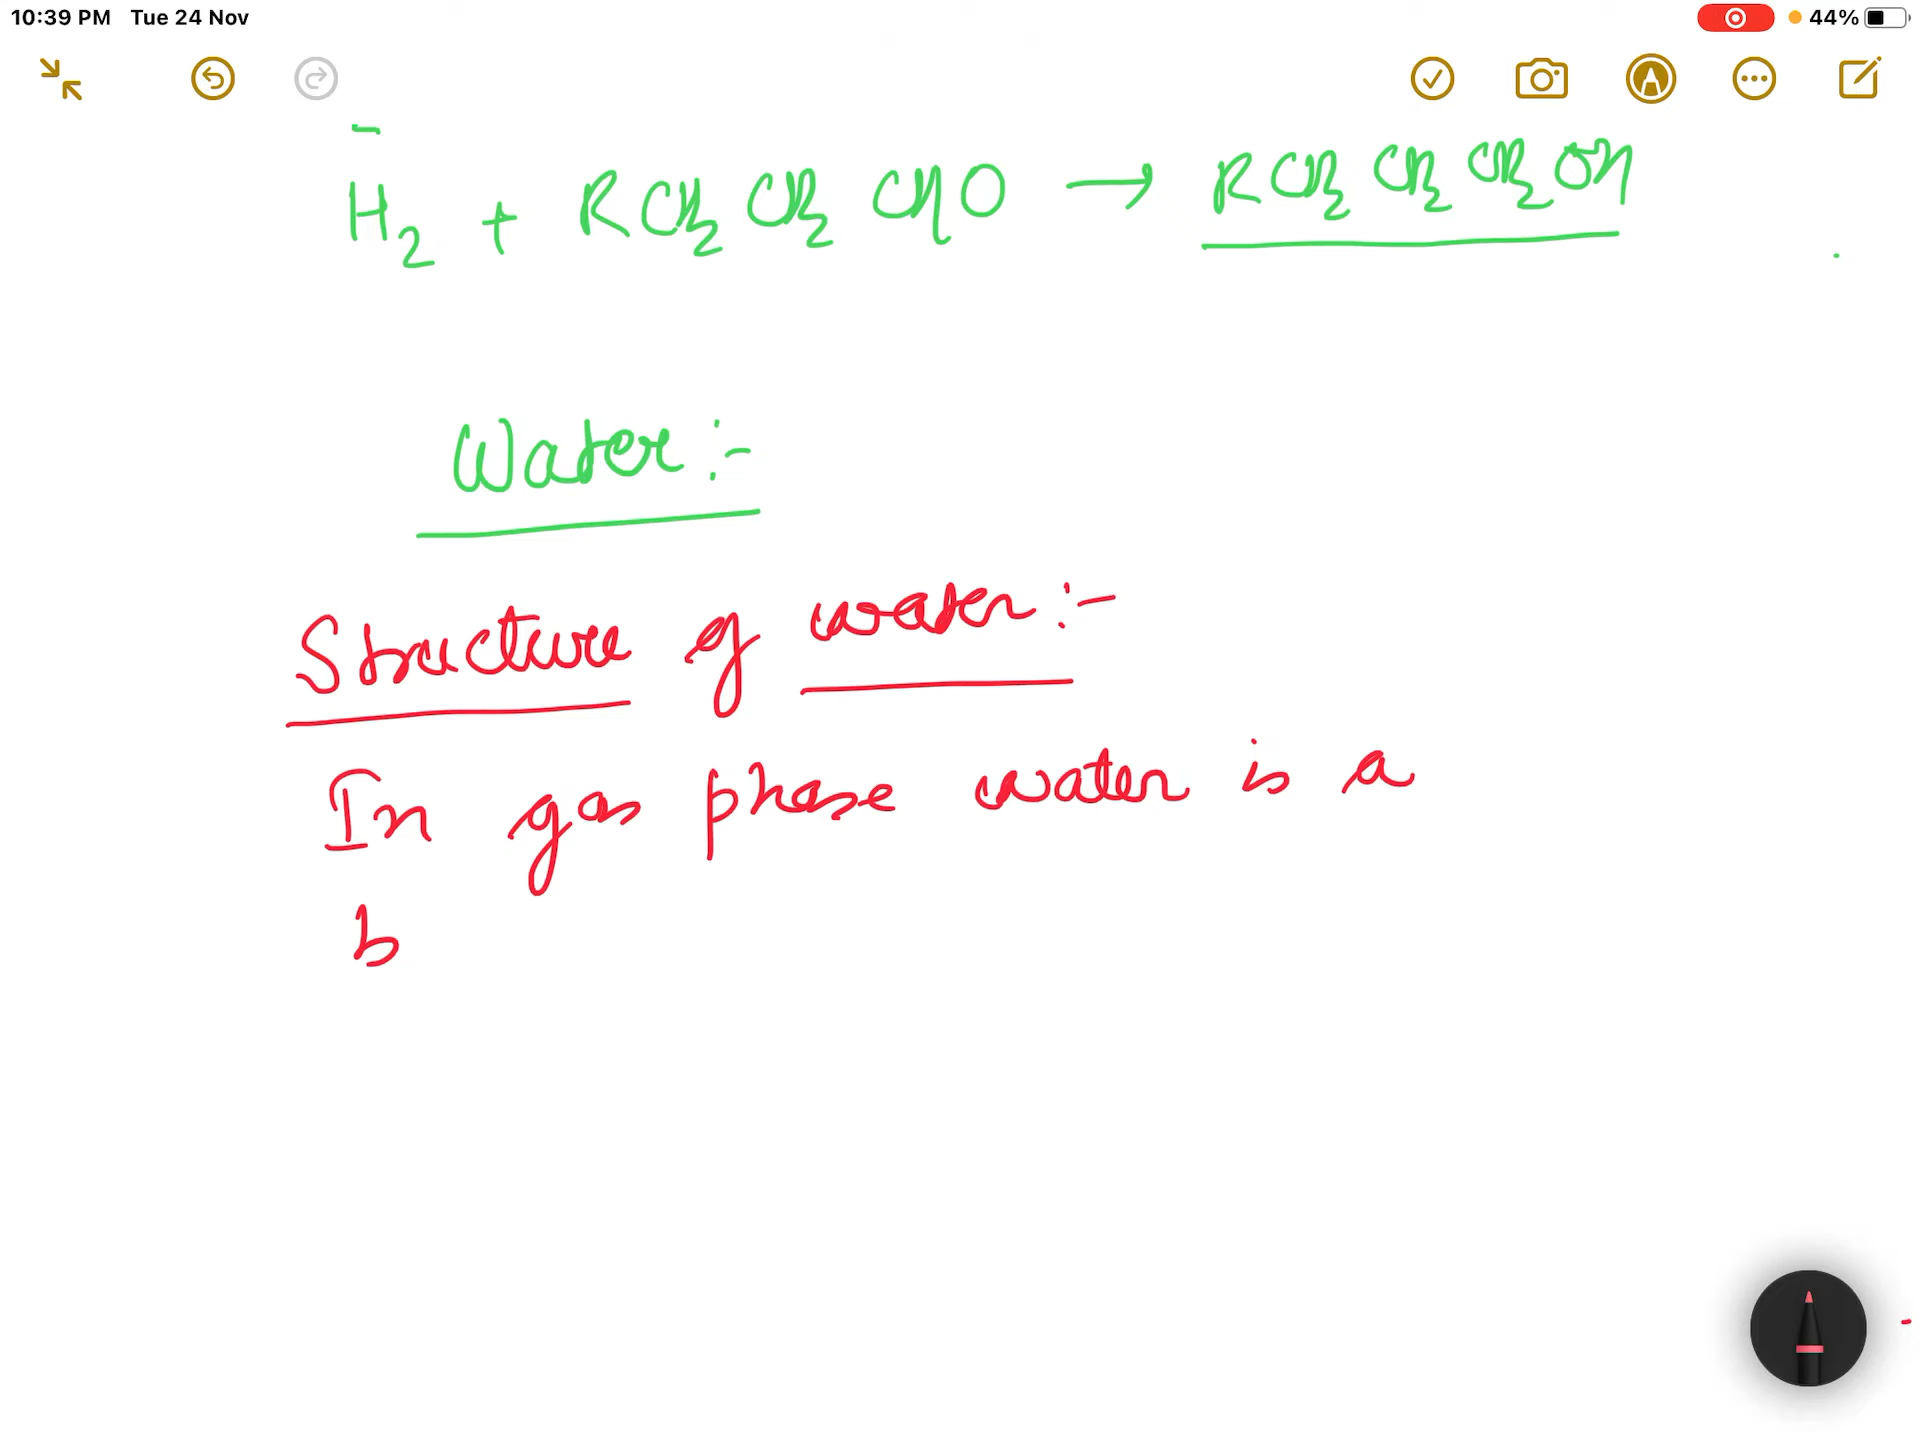 10:39 PM Tue 24 Nov 44%
H₂ + RCH₂ CH₂ CHO → RCH₂ CH₂ CH₂ OH
Water :-
Structure of water :-
In gas phase water is a
b